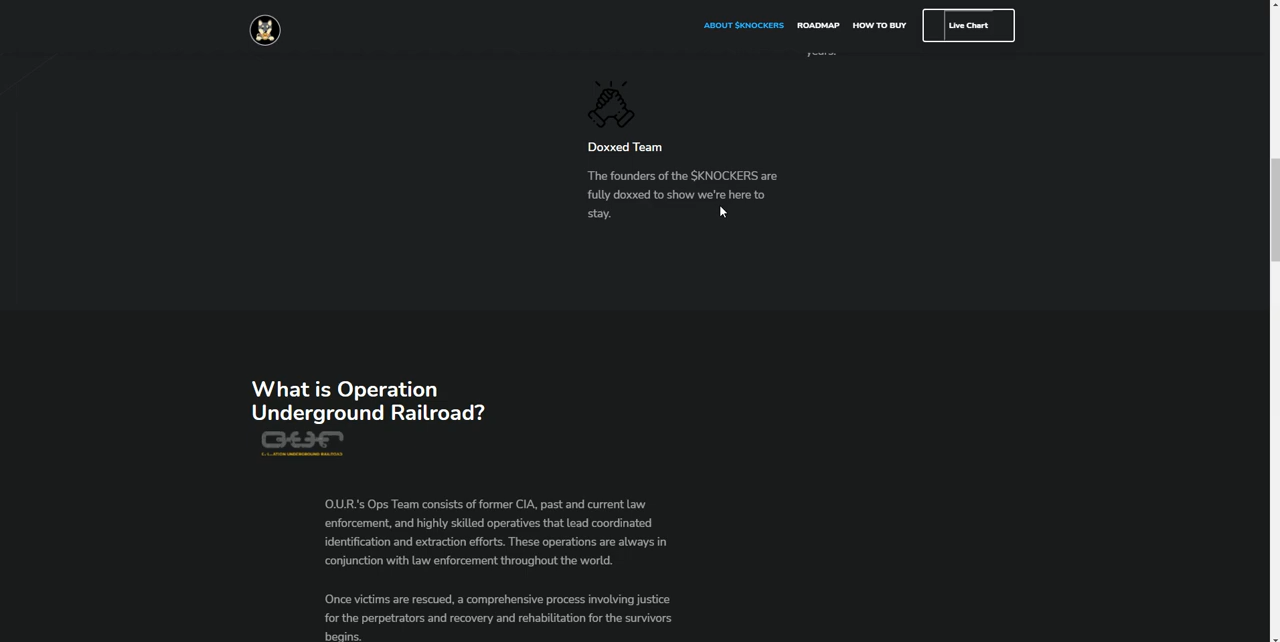 ABOUT $KNOCKERS ROADMAP HOW TO BUY Live Chart
years.
Doxxed Team
The founders of the $KNOCKERS are
fully doxxed to show we're here to
stay.
What is Operation
Underground Railroad?
UNDERGROUND RAILROAD
O.U.R.'s Ops Team consists of former CIA, past and current law
enforcement, and highly skilled operatives that lead coordinated
identification and extraction efforts. These operations are always in
conjunction with law enforcement throughout the world.
Once victims are rescued, a comprehensive process involving justice
for the perpetrators and recovery and rehabilitation for the survivors
begins.